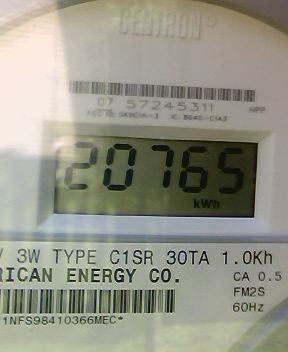 CENTRON®
07 57245311
HPP
20765
kWh
3W TYPE C1SR 30TA 1.0Kh
RICAN ENERGY CO.
CA 0.5
FM2S
60Hz
1NFS98410366MEC*